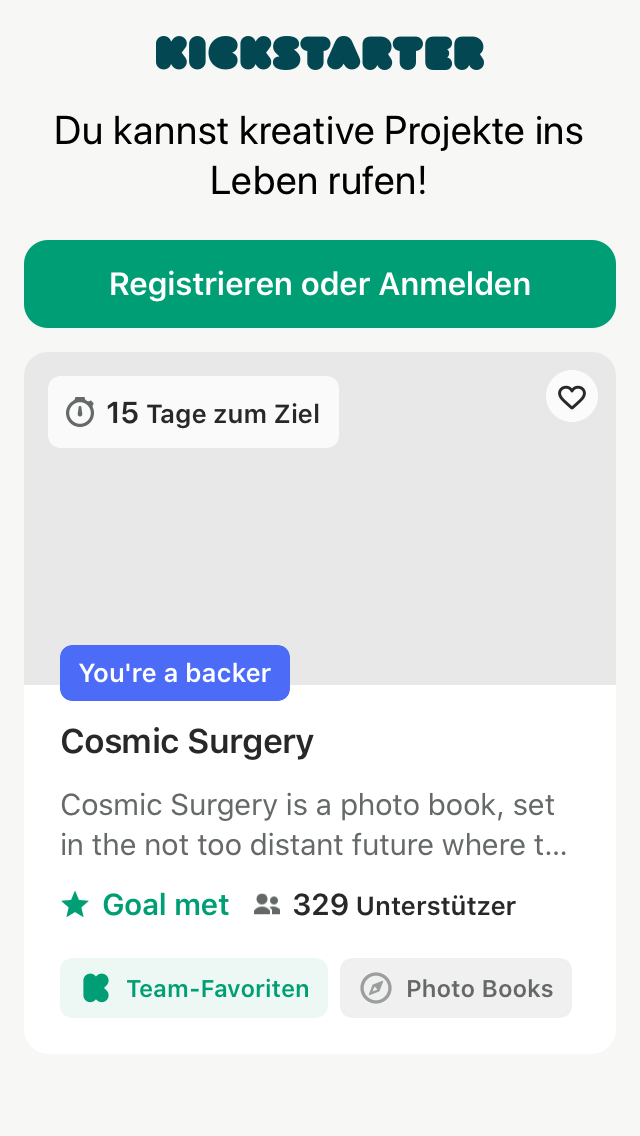 KICKSTARTER
Du kannst kreative Projekte ins
Leben rufen!
Registrieren oder Anmelden
15 Tage zum Ziel
You're a backer
Cosmic Surgery
Cosmic Surgery is a photo book, set
in the not too distant future where t...
Goal met 329 Unterstützer
Team-Favoriten Photo Books